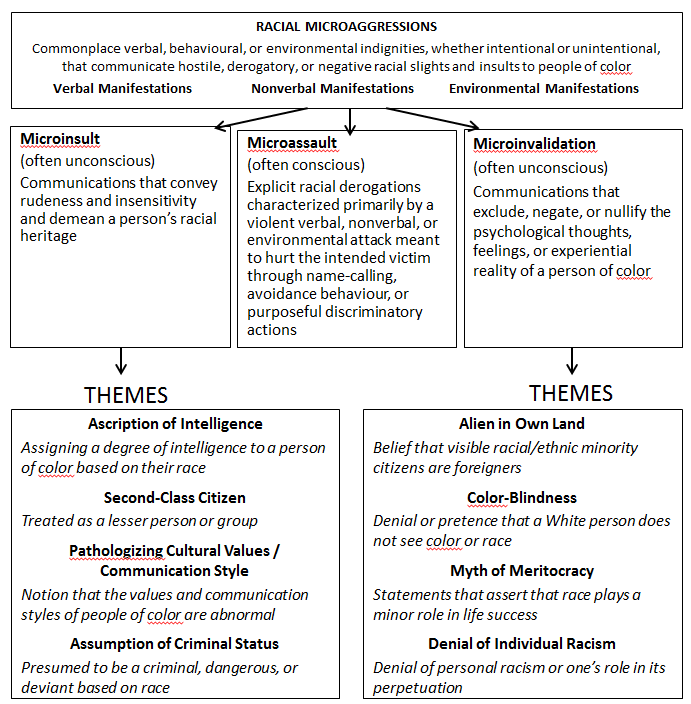 RACIAL MICROAGGRESSIONS
Commonplace verbal, behavioural, or environmental indignities, whether intentional or unintentional,
that communicate hostile, derogatory, or negative racial slights and insults to people of color
Verbal Manifestations Nonverbal Manifestations Environmental Manifestations
Microinsult
(often unconscious)
Communications that convey
rudeness and insensitivity
and demean a person's racial
heritage
Microassault
(often conscious)
Explicit racial derogations
characterized primarily by a
violent verbal, nonverbal, or
environmental attack meant
to hurt the intended victim
through name-calling,
avoidance behaviour, or
purposeful discriminatory
actions
Microinvalidation
(often unconscious)
Communications that
exclude, negate, or nullify the
psychological thoughts,
feelings, or experiential
reality of a person of color
THEMES
Ascription of Intelligence
Assigning a degree of intelligence to a person
of color based on their race
Second-Class Citizen
Treated as a lesser person or group
Pathologizing Cultural Values /
Communication Style
Notion that the values and communication
styles of people of color are abnormal
Assumption of Criminal Status
Presumed to be a criminal, dangerous, or
deviant based on race
THEMES
Alien in Own Land
Belief that visible racial/ethnic minority
citizens are foreigners
Color-Blindness
Denial or pretence that a White person does
not see color or race
Myth of Meritocracy
Statements that assert that race plays a
minor role in life success
Denial of Individual Racism
Denial of personal racism or one's role in its
perpetuation